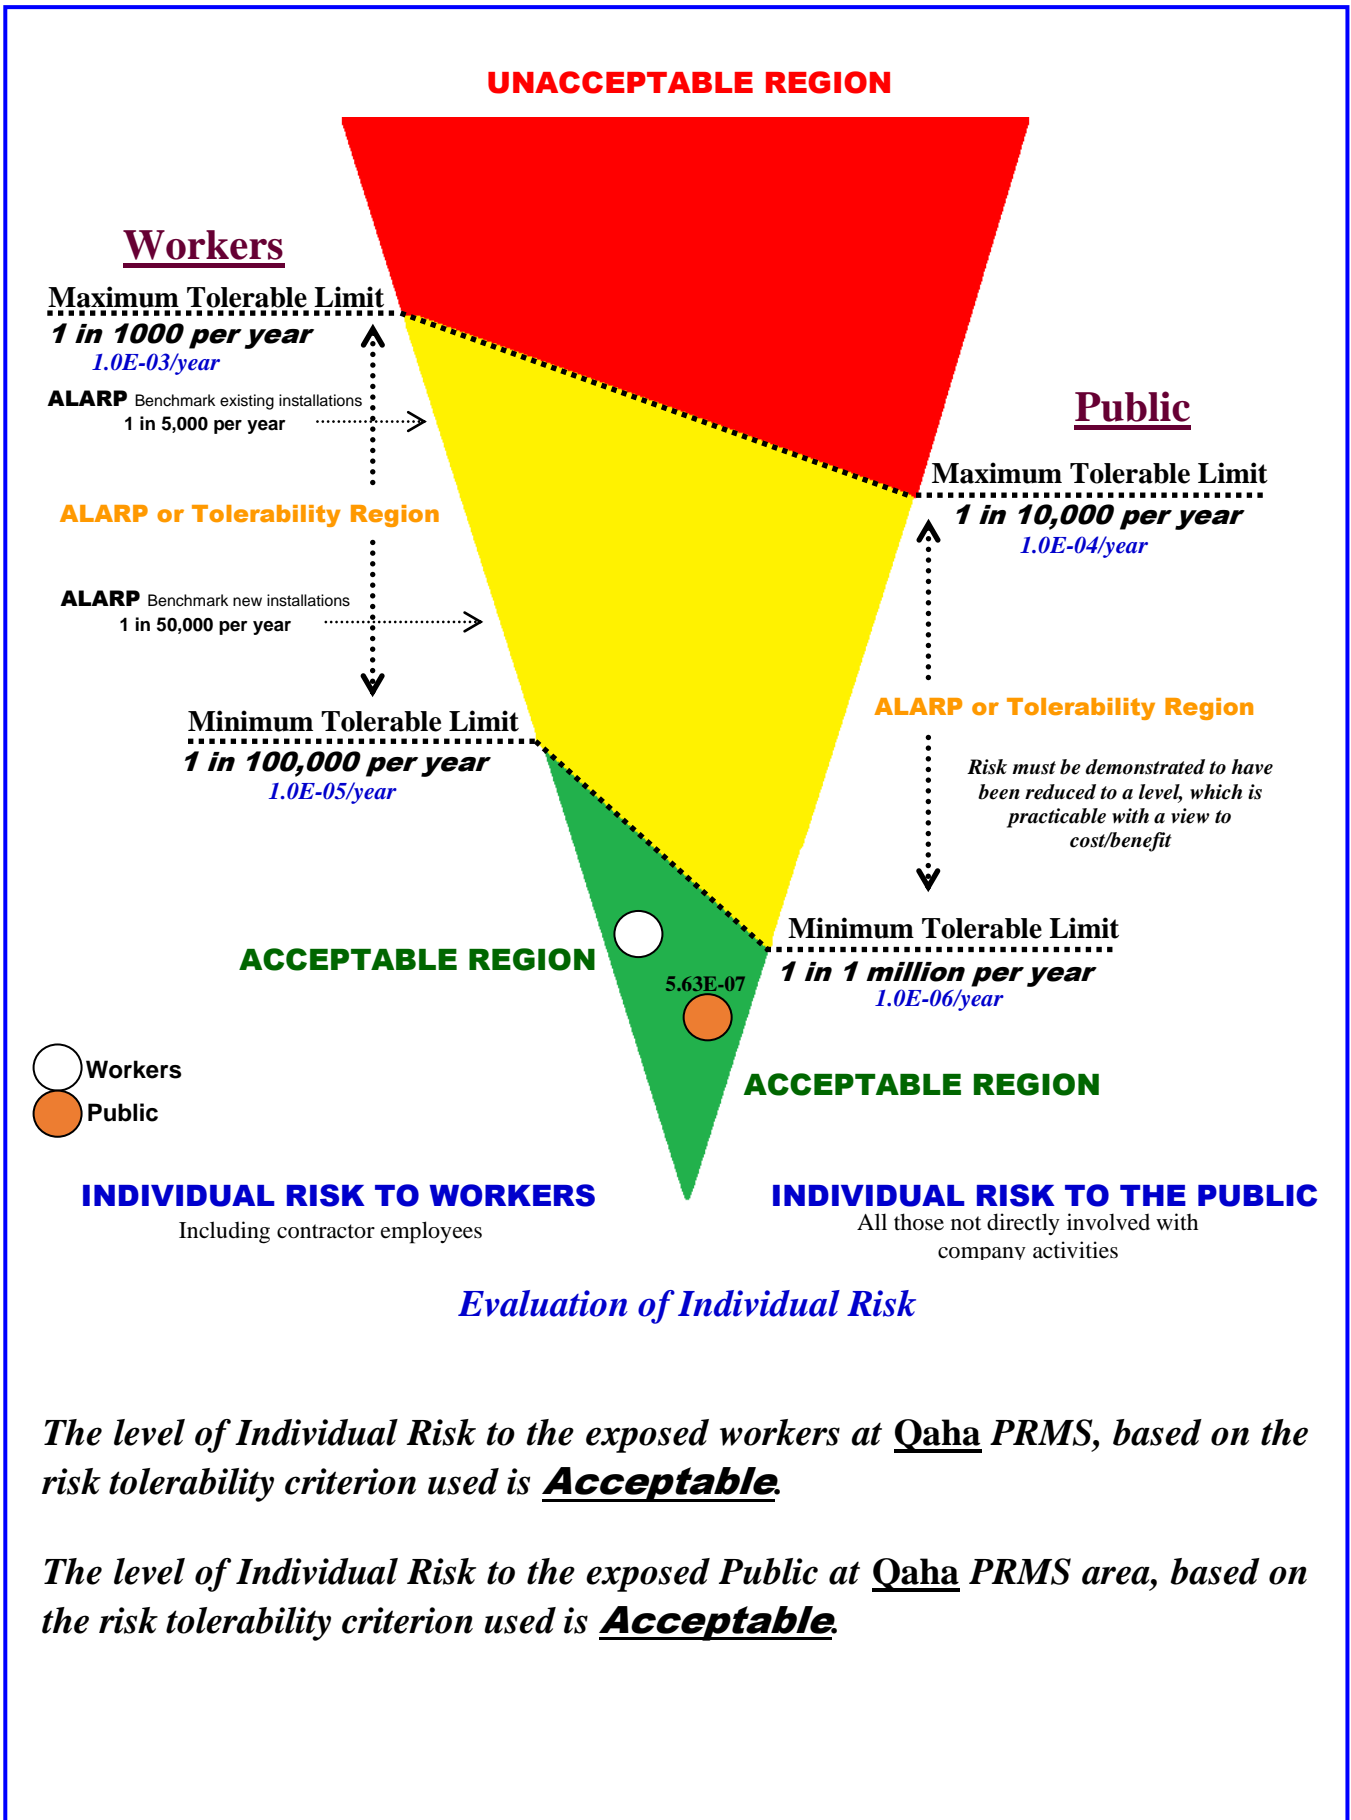 UNACCEPTABLE REGION
Workers
Maximum Tolerable Limit
1 in 1000 per year
1.0E-03/year
ALARP Benchmark existing installations
1 in 5,000 per year
Public
Maximum Tolerable Limit
1 in 10,000 per year
1.0E-04/year
ALARP or Tolerability Region
ALARP Benchmark new installations
1 in 50,000 per year
Minimum Tolerable Limit
1 in 100,000 per year
1.0E-05/year
ALARP or Tolerability Region
Risk must be demonstrated to have
been reduced to a level, which is
practicable with a view to
cost/benefit
Minimum Tolerable Limit
1 in 1 million per year
1.0E-06/year
ACCEPTABLE REGION
5.63E-07
Workers
Public
ACCEPTABLE REGION
INDIVIDUAL RISK TO WORKERS
Including contractor employees
INDIVIDUAL RISK TO THE PUBLIC
All those not directly involved with
company activities
Evaluation of Individual Risk
The level of Individual Risk to the exposed workers at Qaha PRMS, based on the
risk tolerability criterion used is Acceptable.
The level of Individual Risk to the exposed Public at Qaha PRMS area, based on
the risk tolerability criterion used is Acceptable.